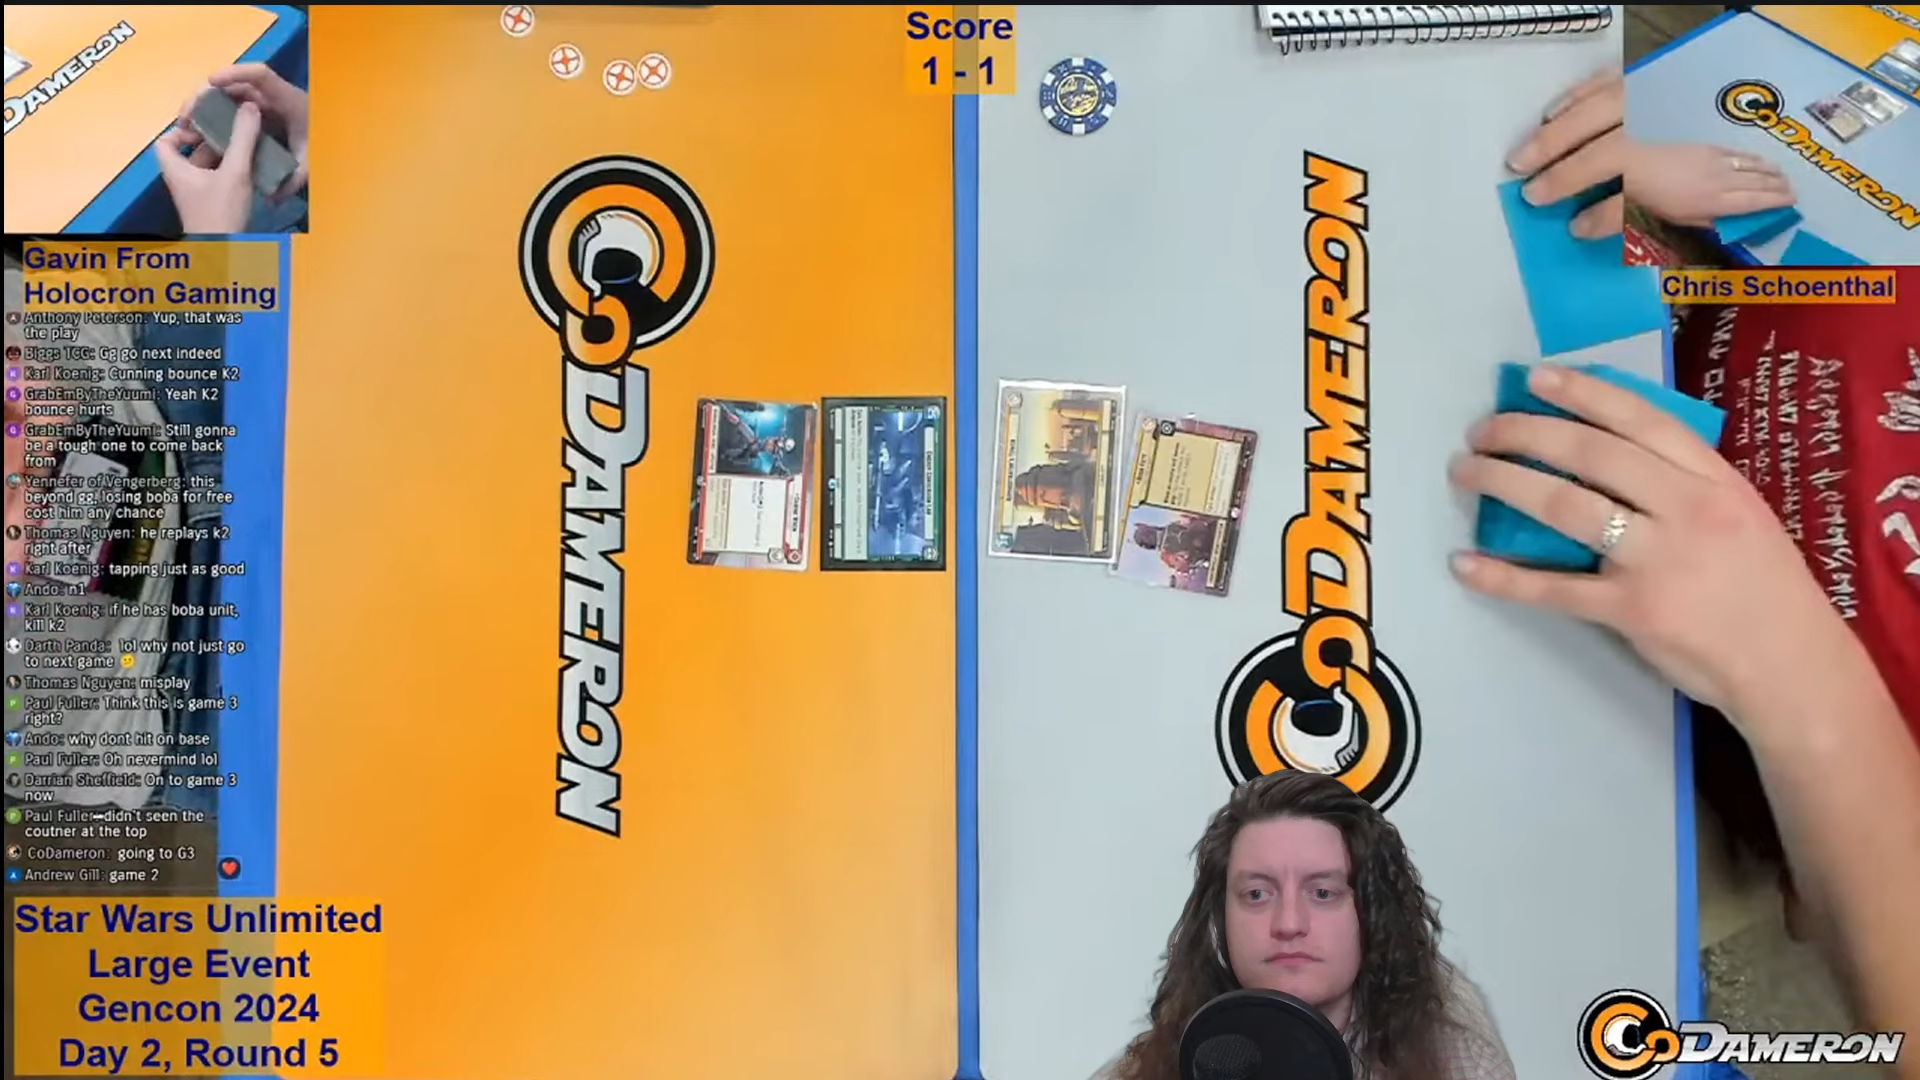 Score
1 - 1
DAMERON
DAMERON
CODAMERON
CODAMERON
Gavin From
Holocron Gaming
Chris Schoenthal
Anthony Peterson: Yup, that was
the play
Biggs TCG: Gg go next indeed
Karl Koenig: Cunning bounce K2
GrabEmByTheYuumi: Yeah K2
bounce hurts
GrabEmByTheYuumi: Still gonna
be a tough one to come back
from
Yennefer of Vengerberg: this
beyond gg, losing boba for free
cost him any chance
Thomas Nguyen: he replays k2
right after
Karl Koenig: tapping just as good
Ando: n1
Karl Koenig: if he has boba unit,
kill k2
Darth Panda: lol why not just go
to next game 🤔
Thomas Nguyen: misplay
Paul Fuller: Think this is game 3
right?
Ando: why dont hit on base
Paul Fuller: Oh nevermind lol
Darrian Sheffield: On to game 3
now
Paul Fuller: didn't seen the
coutner at the top
CoDameron: going to G3
Andrew Gill: game 2
Star Wars Unlimited
Large Event
Gencon 2024
Day 2, Round 5
CODAMERON